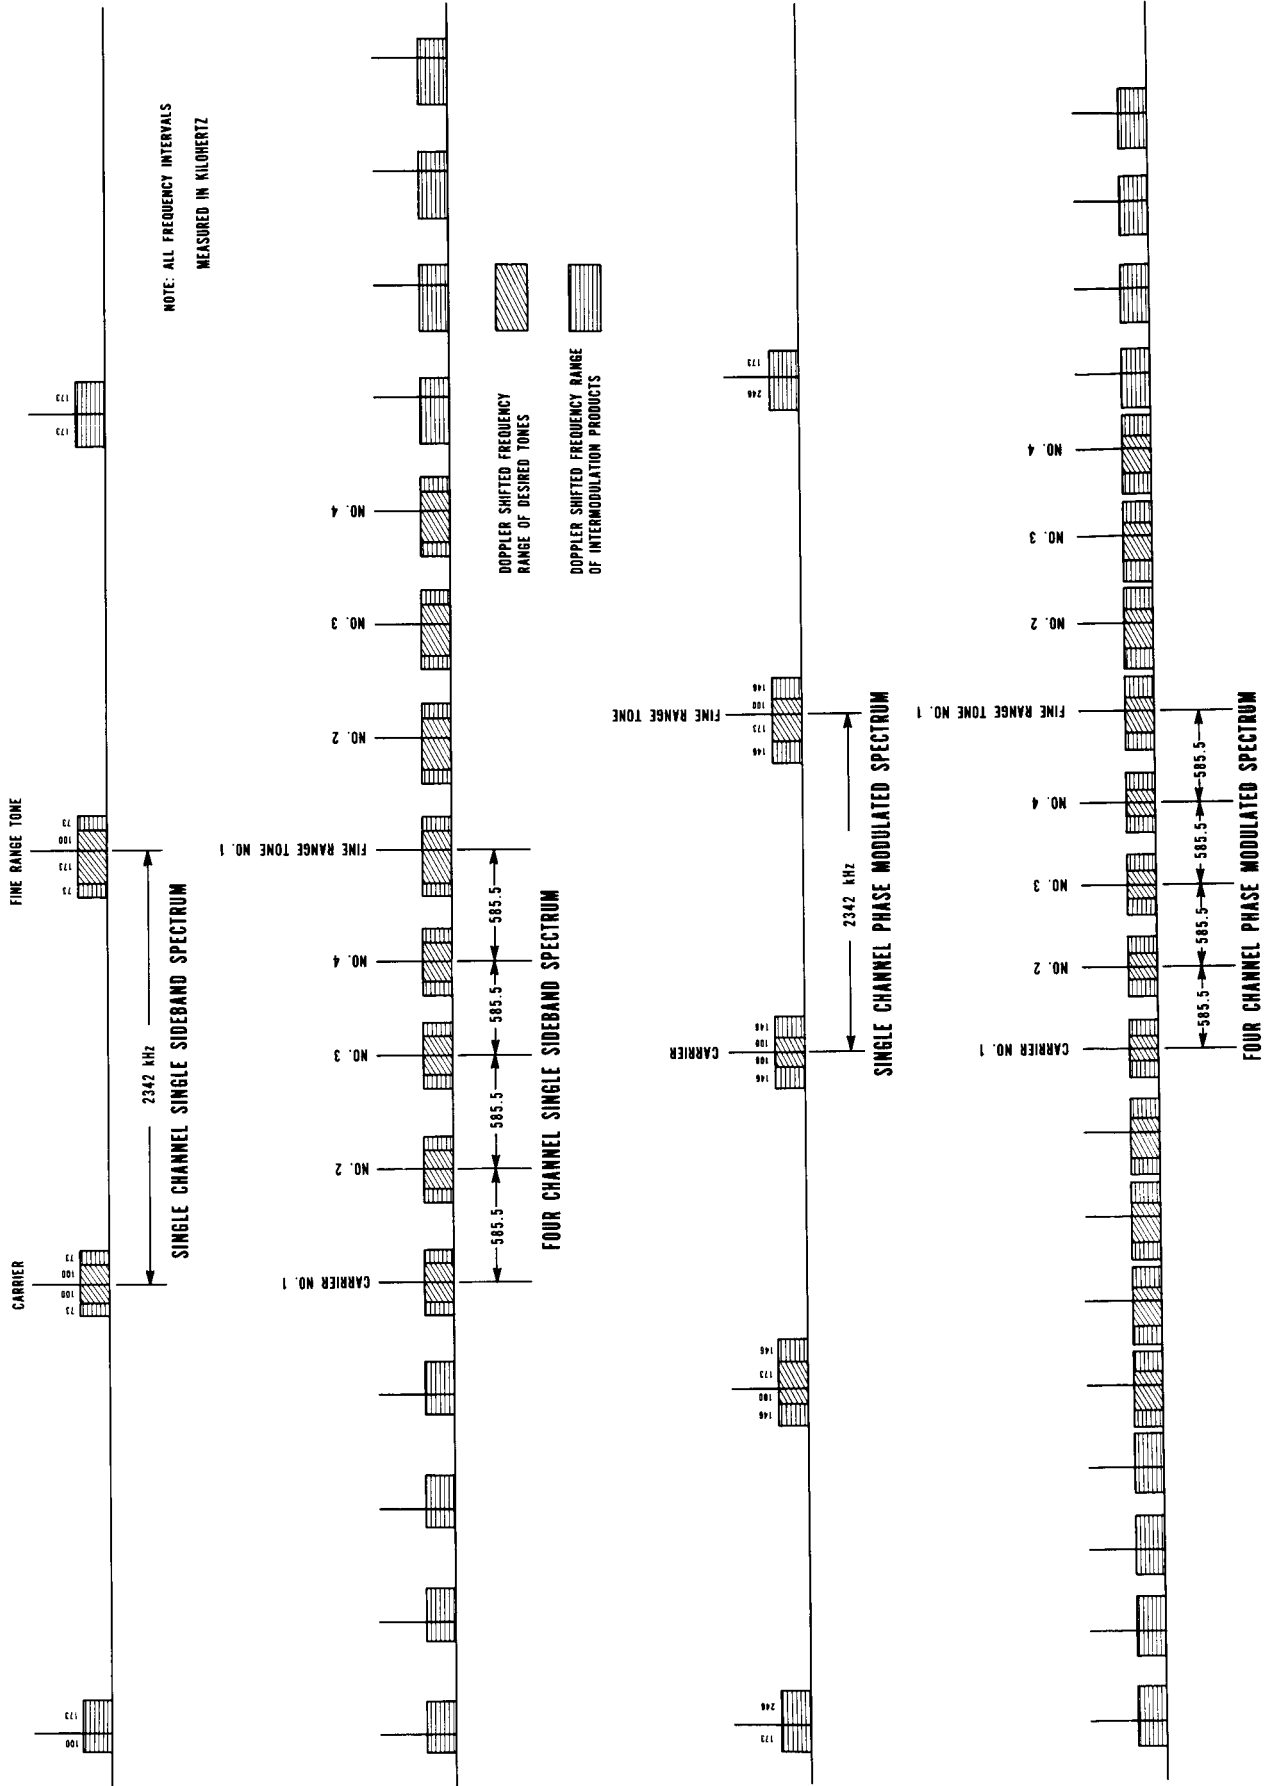 CARRIER
FINE RANGE TONE
100 173
73 100 100 73
73 173 100 73
173 173
2342 kHz
SINGLE CHANNEL SINGLE SIDEBAND SPECTRUM
NOTE: ALL FREQUENCY INTERVALS
MEASURED IN KILOHERTZ
CARRIER NO. 1
NO. 2
NO. 3
NO. 4
FINE RANGE TONE NO. 1
NO. 2
NO. 3
NO. 4
585.5 585.5 585.5 585.5
FOUR CHANNEL SINGLE SIDEBAND SPECTRUM
DOPPLER SHIFTED FREQUENCY
RANGE OF DESIRED TONES
DOPPLER SHIFTED FREQUENCY RANGE
OF INTERMODULATION PRODUCTS
CARRIER
FINE RANGE TONE
173 246
146 100 173 146
146 100 100 146
146 173 100 146
246 173
2342 kHz
SINGLE CHANNEL PHASE MODULATED SPECTRUM
CARRIER NO. 1
NO. 2
NO. 3
NO. 4
FINE RANGE TONE NO. 1
NO. 2
NO. 3
NO. 4
585.5 585.5 585.5 585.5
FOUR CHANNEL PHASE MODULATED SPECTRUM